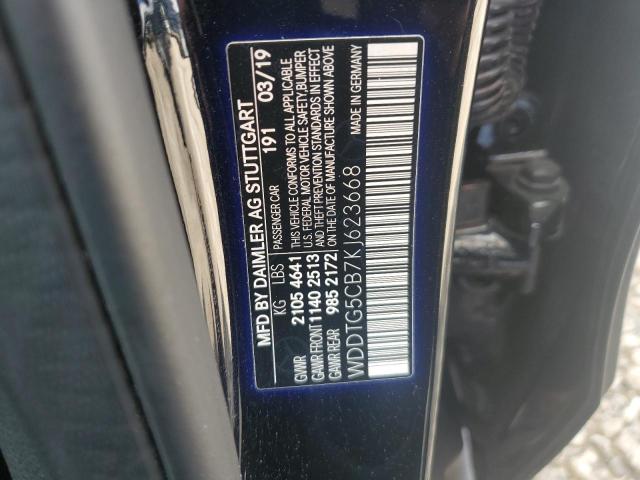 MFD BY DAIMLER AG STUTTGART
PASSENGER CAR 191 03/19
KG LBS
GVWR 2105 4641
GAWR FRONT 1140 2513
GAWR REAR 985 2172
THIS VEHICLE CONFORMS TO ALL APPLICABLE
U.S. FEDERAL MOTOR VEHICLE SAFETY,BUMPER
AND THEFT PREVENTION STANDARDS IN EFFECT
ON THE DATE OF MANUFACTURE SHOWN ABOVE
WDDTG5CB7KJ623668
MADE IN GERMANY